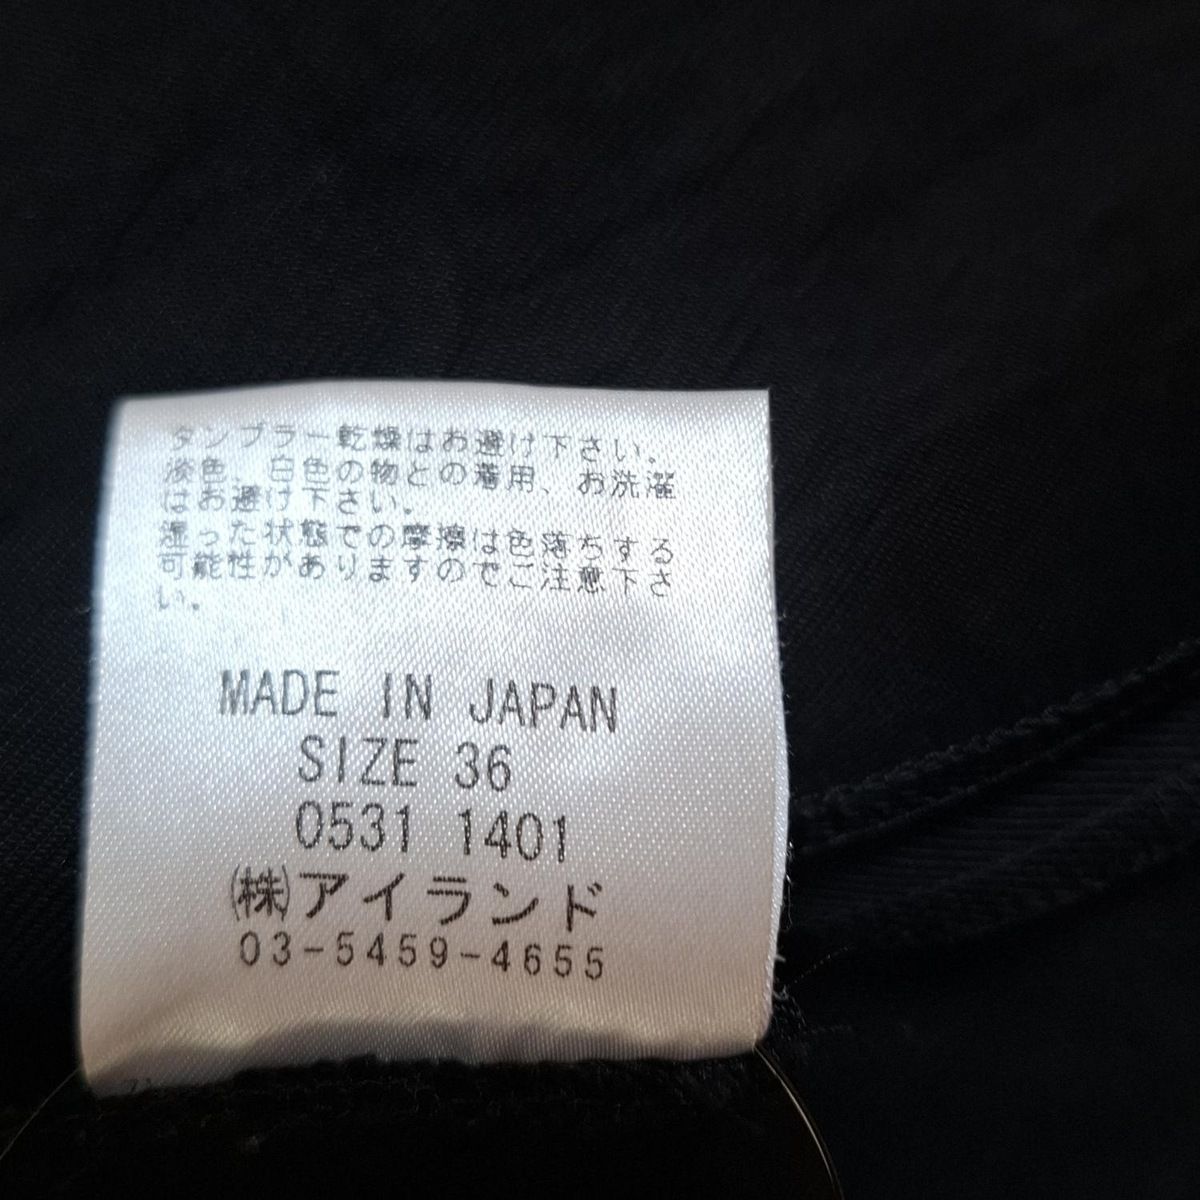 タンブラー乾燥はお避け下さい。
淡色、白色の物との着用、お洗濯
はお避け下さい。
湿った状態での摩擦は色落ちする
可能性がありますのでご注意下さ
い。
MADE IN JAPAN
SIZE 36
0531 1401
㈱アイランド
03-5459-4655